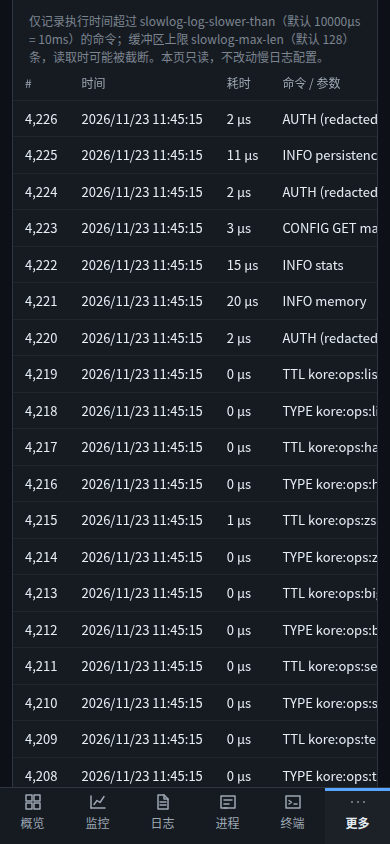 仅记录执行时间超过 slowlog-log-slower-than（默认 10000μs
= 10ms）的命令；缓冲区上限 slowlog-max-len（默认 128）
条，读取时可能被截断。本页只读，不改动慢日志配置。
# 时间 耗时 命令 / 参数
4,226 2026/11/23 11:45:15 2 μs AUTH (redacted
4,225 2026/11/23 11:45:15 11 μs INFO persistenc
4,224 2026/11/23 11:45:15 2 μs AUTH (redacted
4,223 2026/11/23 11:45:15 3 μs CONFIG GET ma
4,222 2026/11/23 11:45:15 15 μs INFO stats
4,221 2026/11/23 11:45:15 20 μs INFO memory
4,220 2026/11/23 11:45:15 2 μs AUTH (redacted
4,219 2026/11/23 11:45:15 0 μs TTL kore:ops:lis
4,218 2026/11/23 11:45:15 0 μs TYPE kore:ops:li
4,217 2026/11/23 11:45:15 0 μs TTL kore:ops:ha
4,216 2026/11/23 11:45:15 0 μs TYPE kore:ops:h
4,215 2026/11/23 11:45:15 1 μs TTL kore:ops:zs
4,214 2026/11/23 11:45:15 0 μs TYPE kore:ops:z
4,213 2026/11/23 11:45:15 0 μs TTL kore:ops:big
4,212 2026/11/23 11:45:15 0 μs TYPE kore:ops:b
4,211 2026/11/23 11:45:15 0 μs TTL kore:ops:se
4,210 2026/11/23 11:45:15 0 μs TYPE kore:ops:s
4,209 2026/11/23 11:45:15 0 μs TTL kore:ops:te
4,208 2026/11/23 11:45:15 0 μs TYPE kore:ops:t
概览 监控 日志 进程 终端 更多